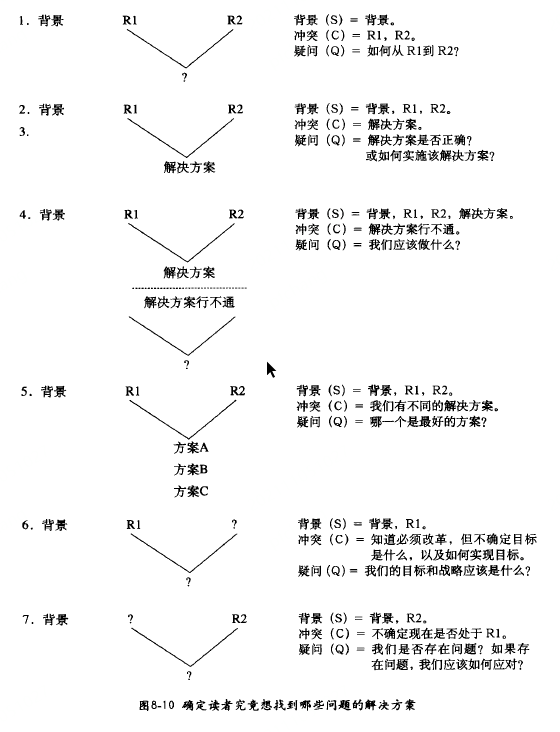 1. 背景 R1 R2 背景（S）= 背景。
冲突（C）= R1，R2。
疑问（Q）= 如何从 R1 到 R2?
?
2. 背景 R1 R2 背景（S）= 背景，R1，R2。
3. 冲突（C）= 解决方案。
疑问（Q）= 解决方案是否正确?
或如何实施该解决方案?
解决方案
4. 背景 R1 R2 背景（S）= 背景，R1，R2，解决方案。
冲突（C）= 解决方案行不通。
疑问（Q）= 我们应该做什么?
解决方案
解决方案行不通
?
5. 背景 R1 R2 背景（S）= 背景，R1，R2。
冲突（C）= 我们有不同的解决方案。
疑问（Q）= 哪一个是最好的方案?
方案A
方案B
方案C
6. 背景 R1 ? 背景（S）= 背景，R1。
冲突（C）= 知道必须改革，但不确定目标
是什么，以及如何实现目标。
疑问（Q）= 我们的目标和战略应该是什么?
?
7. 背景 ? R2 背景（S）= 背景，R2。
冲突（C）= 不确定现在是否处于 R1。
疑问（Q）= 我们是否存在问题? 如果存
在问题，我们应该如何应对?
?
图8-10 确定读者究竟想找到哪些问题的解决方案